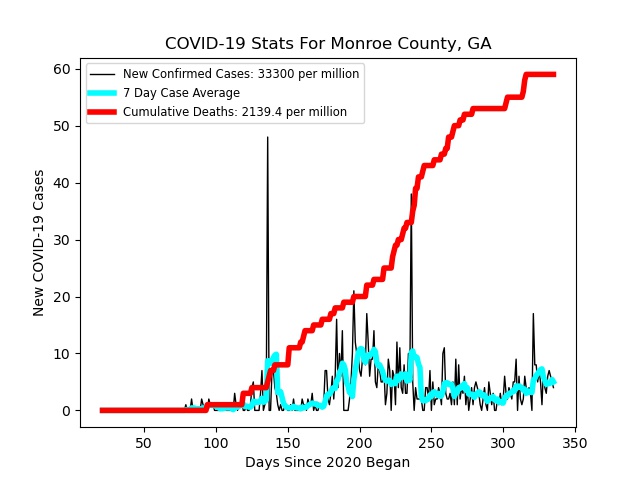 COVID-19 Stats For Monroe County, GA
New Confirmed Cases: 33300 per million
7 Day Case Average
Cumulative Deaths: 2139.4 per million
New COVID-19 Cases
60
50
40
30
20
10
0
50
100
150
200
250
300
350
Days Since 2020 Began